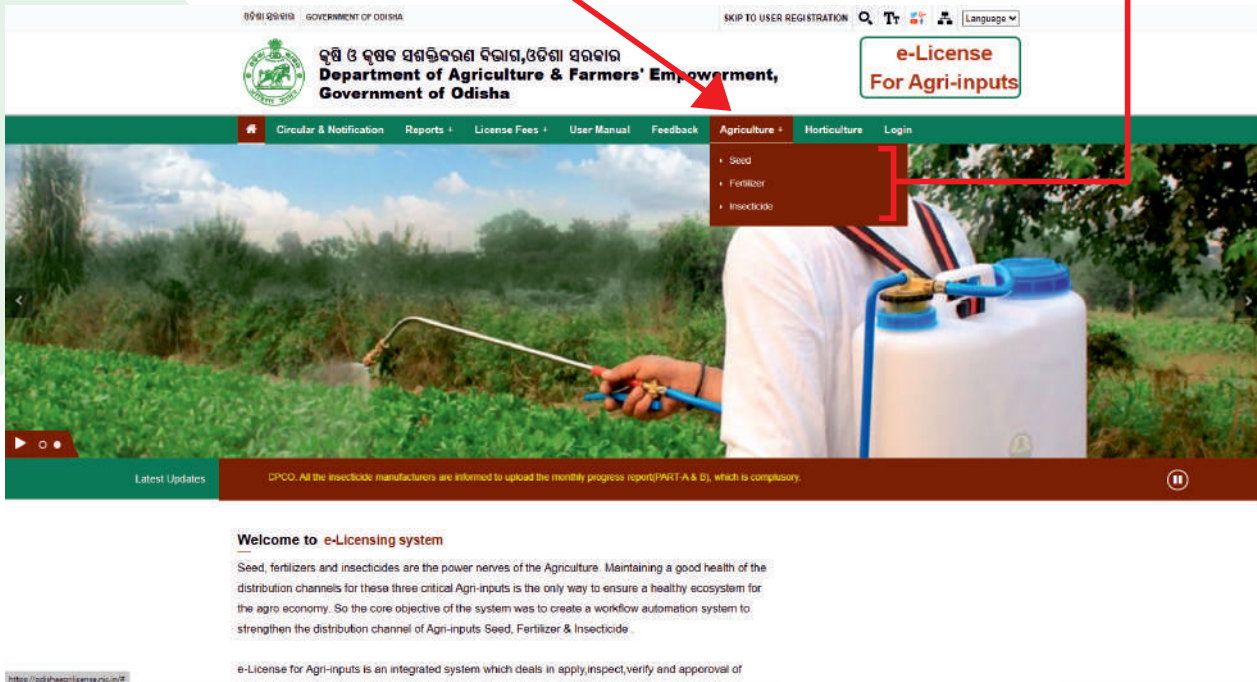 ଓଡ଼ିଶା ସରକାର GOVERNMENT OF ODISHA SKIP TO USER REGISTRATION Language
କୃଷି ଓ କୃଷକ ସଶକ୍ତିକରଣ ବିଭାଗ,ଓଡିଶା ସରକାର
Department of Agriculture & Farmers' Empowerment,
Government of Odisha
e-License
For Agri-inputs
Circular & Notification Reports + License Fees + User Manual Feedback Agriculture + Horticulture Login
Seed
Fertilizer
Insecticide
Latest Updates CPCO. All the insecticide manufacturers are informed to upload the monthly progress report(PART-A & B), which is complusory.
Welcome to e-Licensing system
Seed, fertilizers and insecticides are the power nerves of the Agriculture. Maintaining a good health of the
distribution channels for these three critical Agri-inputs is the only way to ensure a healthy ecosystem for
the agro economy. So the core objective of the system was to create a workflow automation system to
strengthen the distribution channel of Agri-inputs Seed, Fertilizer & Insecticide .
e-License for Agri-inputs is an integrated system which deals in apply,inspect,verify and apporoval of
https://odishaagrilicense.nic.in/#